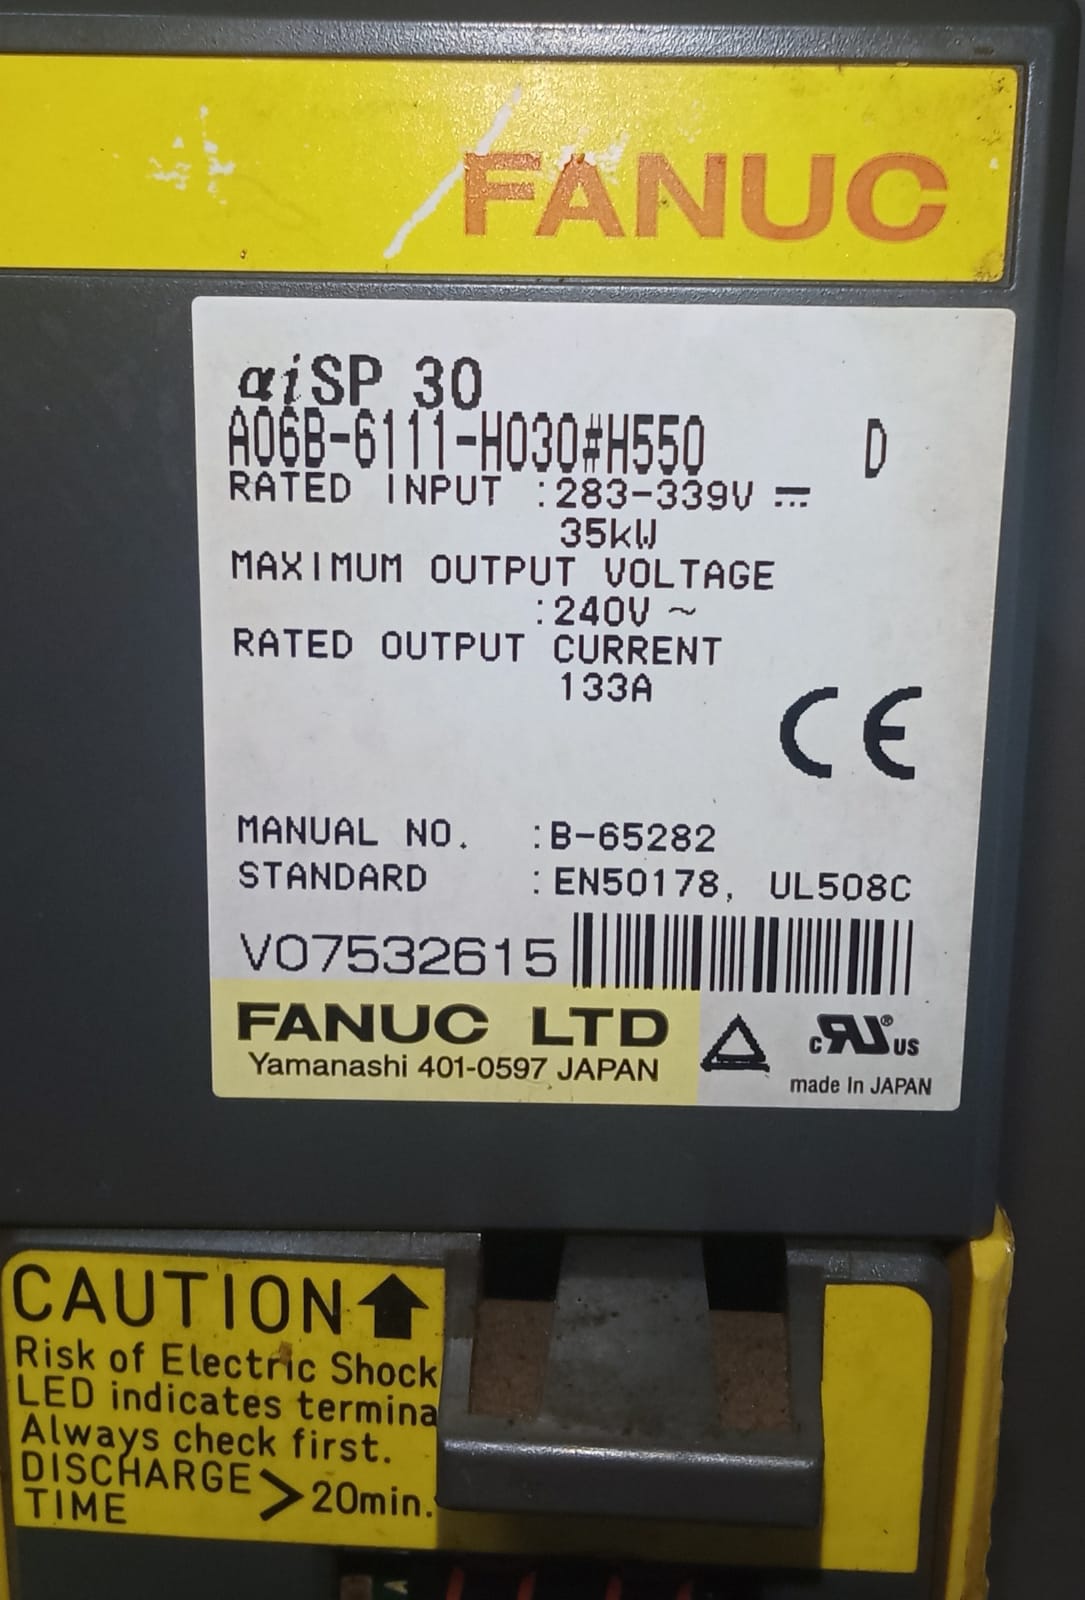 FANUC
αiSP 30
A06B-6111-H030#H550 D
RATED INPUT :283-339V ⎓
35kW
MAXIMUM OUTPUT VOLTAGE
:240V ~
RATED OUTPUT CURRENT
133A
CE
MANUAL NO. :B-65282
STANDARD :EN50178, UL508C
V07532615
FANUC LTD
Yamanashi 401-0597 JAPAN
c RU® US
made In JAPAN
CAUTION
Risk of Electric Shock
LED indicates termina
Always check first.
DISCHARGE
TIME > 20min.
A